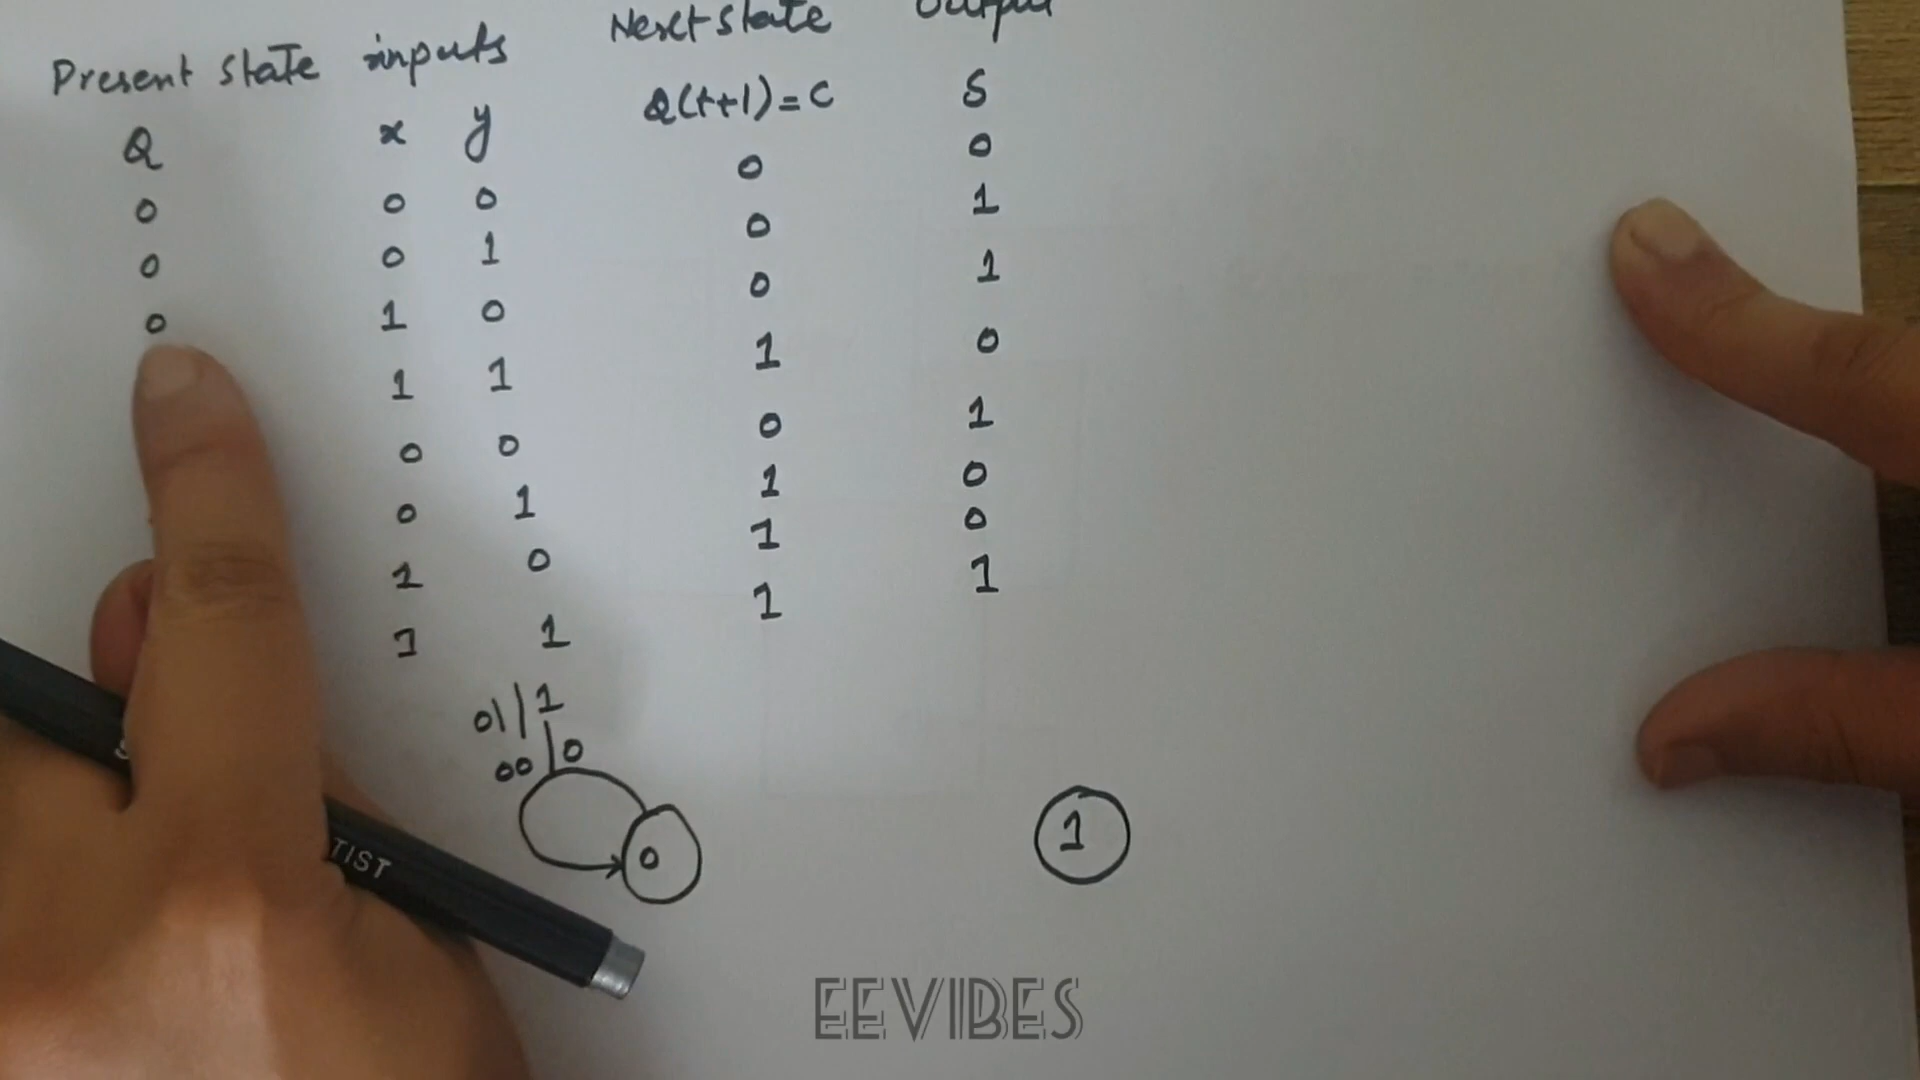 Present state inputs Next state Output
Q x y Q(t+1)=C S
0 0 0 0 0
0 0 1 0 1
0 1 0 0 1
1 1 1 0
0 0 0 1
0 1 1 0
1 0 1 0
1 1 1 1
01/1
00/0
0 1
TIST
EEVIBES